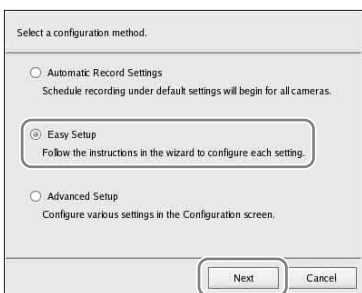 Select a configuration method.
Automatic Record Settings
Schedule recording under default settings will begin for all cameras.
Easy Setup
Follow the instructions in the wizard to configure each setting.
Advanced Setup
Configure various settings in the Configuration screen.
Next Cancel